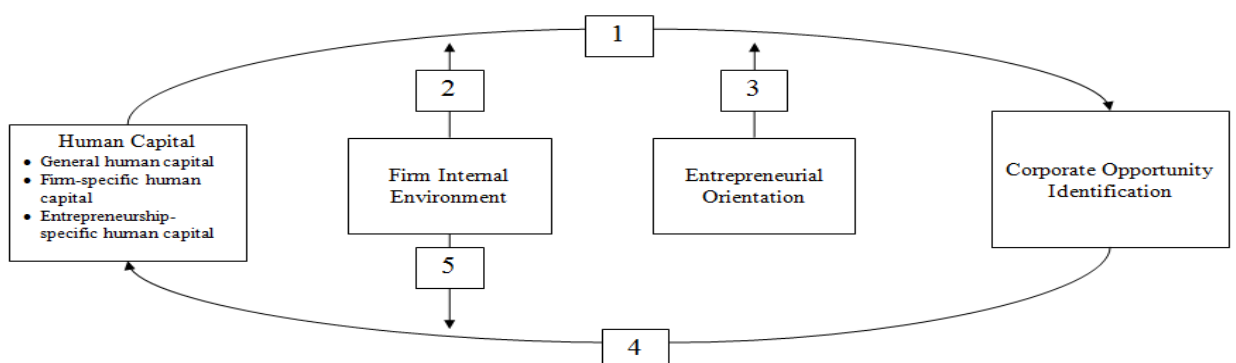 1
2
3
Human Capital
● General human capital
● Firm-specific human
capital
● Entrepreneurship-
specific human capital
Firm Internal
Environment
Entrepreneurial
Orientation
Corporate Opportunity
Identification
5
4